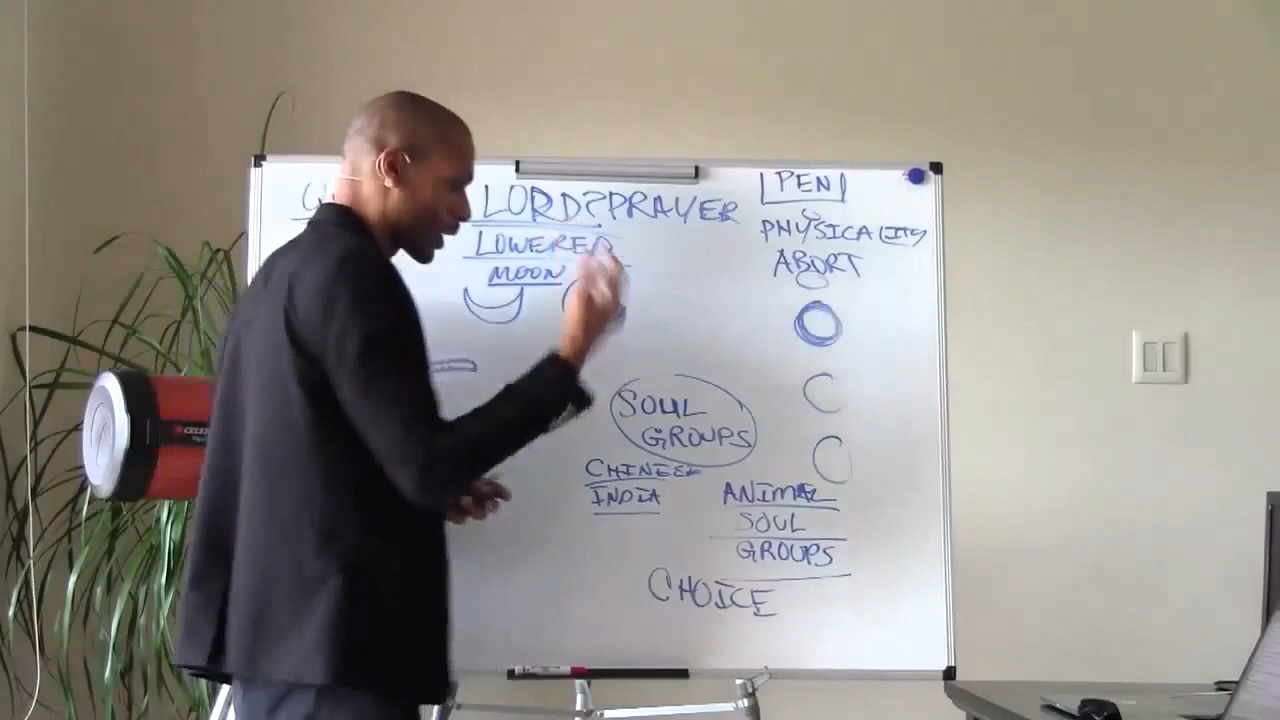 LORD?PRAYER
LOWERED
MOON
PEN
PHYSICALITY
ABORT
SOUL
GROUPS
CHINESE
INDIA
ANIMAL
SOUL
GROUPS
CHOICE